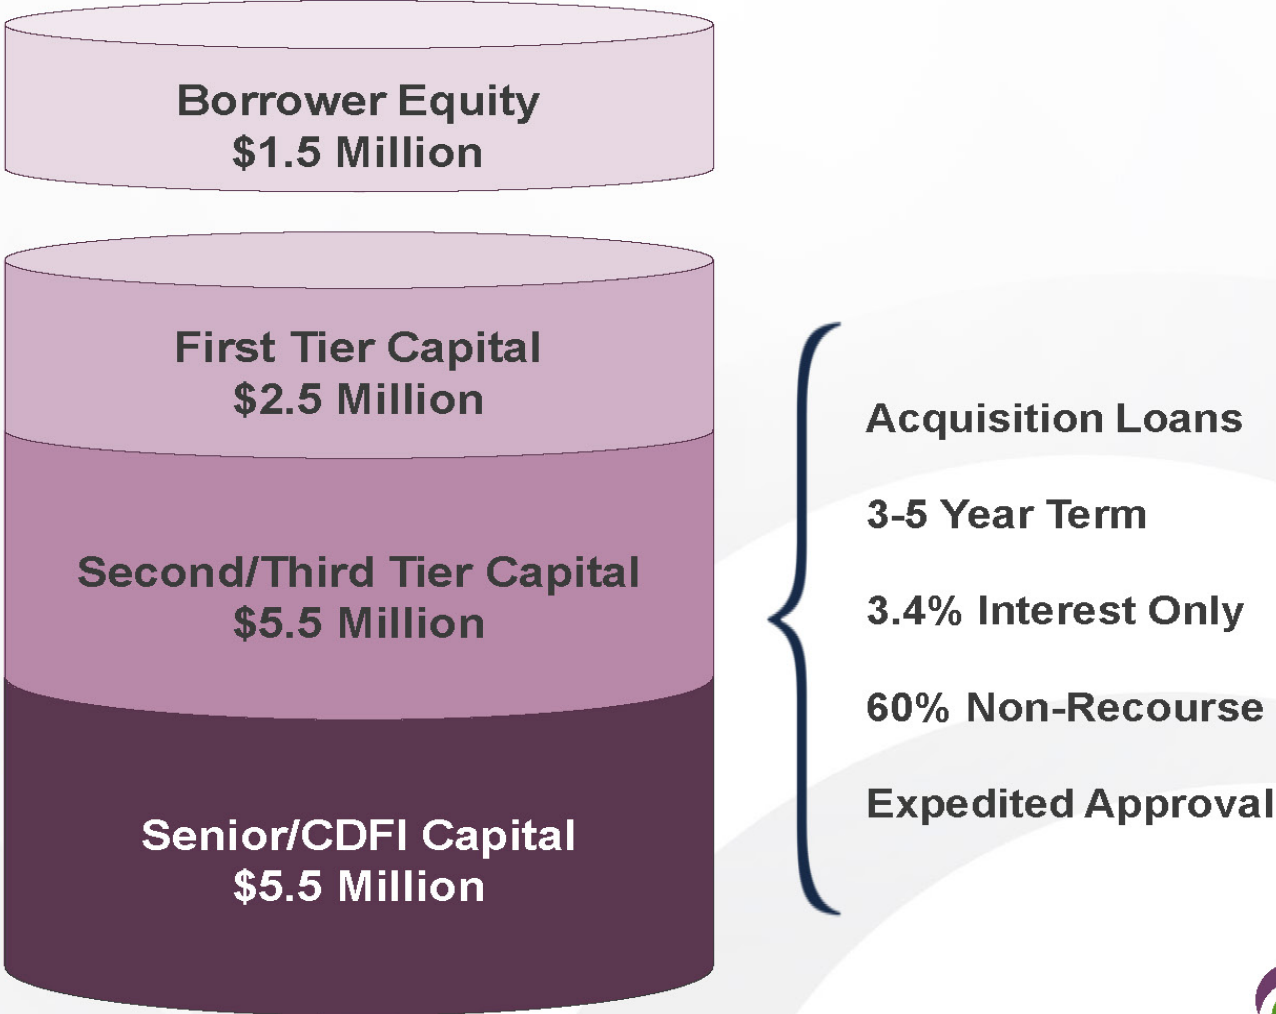 Borrower Equity
$1.5 Million
First Tier Capital
$2.5 Million
Second/Third Tier Capital
$5.5 Million
Senior/CDFI Capital
$5.5 Million
Acquisition Loans
3-5 Year Term
3.4% Interest Only
60% Non-Recourse
Expedited Approval